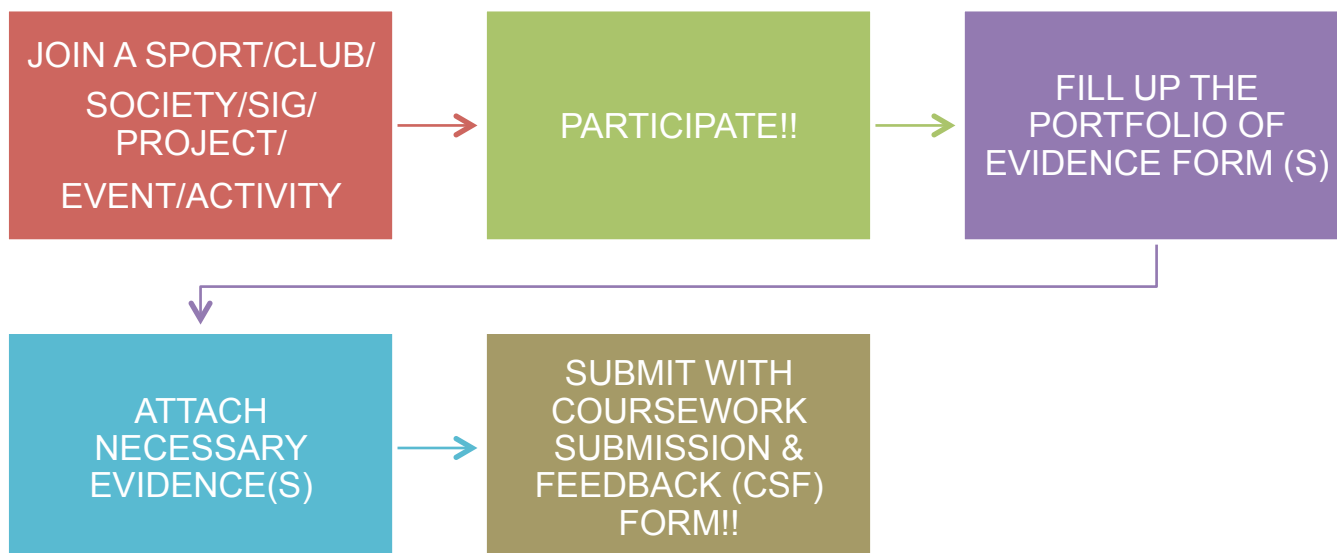 JOIN A SPORT/CLUB/
SOCIETY/SIG/
PROJECT/
EVENT/ACTIVITY
PARTICIPATE!!
FILL UP THE
PORTFOLIO OF
EVIDENCE FORM (S)
ATTACH
NECESSARY
EVIDENCE(S)
SUBMIT WITH
COURSEWORK
SUBMISSION &
FEEDBACK (CSF)
FORM!!